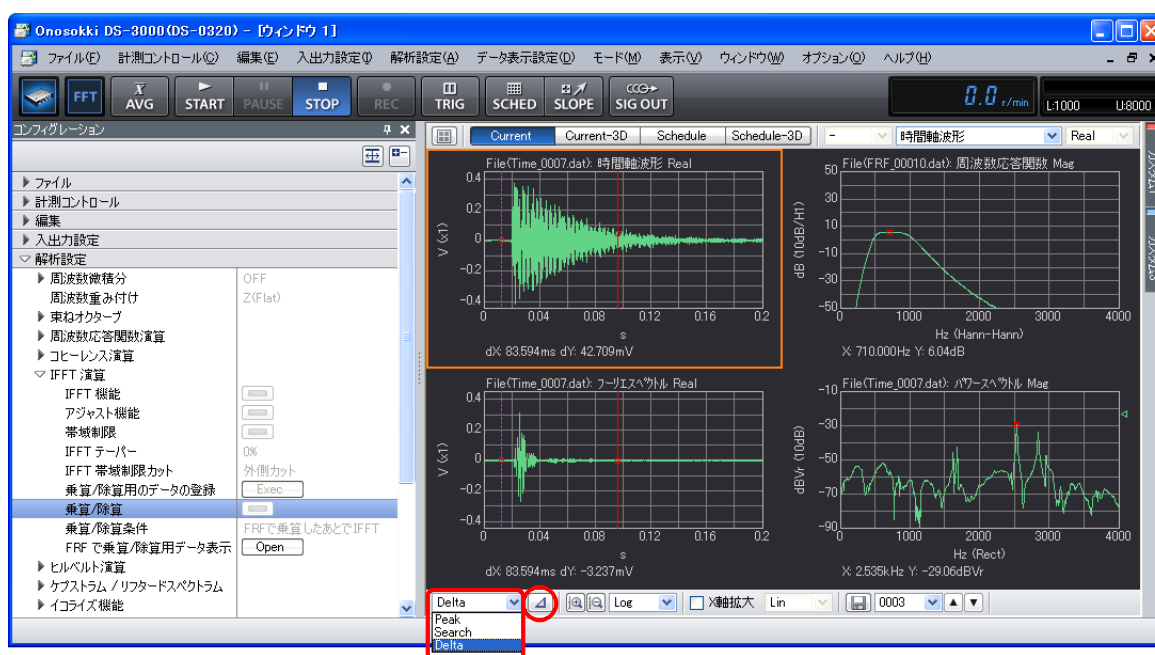 Onosokki DS-3000(DS-0320) - [ウィンドウ 1]
ファイル(F) 計測コントロール(C) 編集(E) 入出力設定(I) 解析設定(A) データ表示設定(D) モード(M) 表示(V) ウィンドウ(W) オプション(O) ヘルプ(H)
FFT X AVG START PAUSE STOP REC TRIG SCHED SLOPE SIG OUT 0.0 r/min L:1000 U:8000
コンフィグレーション
Current Current-3D Schedule Schedule-3D - 時間軸波形 Real
ファイル
計測コントロール
編集
入出力設定
解析設定
周波数微積分 OFF
周波数重み付け Z(Flat)
束ねオクターブ
周波数応答関数演算
コヒーレンス演算
IFFT 演算
IFFT 機能
アジャスト機能
帯域制限
IFFT テーパー 0%
IFFT 帯域制限カット 外側カット
乗算/除算用のデータの登録 Exec
乗算/除算
乗算/除算条件 FRFで乗算したあとでIFFT
FRF で乗算/除算用データ表示 Open
ヒルベルト演算
ケプストラム / リフタードスペクトラム
イコライズ機能
File(Time_0007.dat): 時間軸波形 Real
0.4
0.2
0
-0.2
-0.4
V (x1)
0 0.04 0.08 0.12 0.16 0.2
s
dX: 83.594ms dY: 42.709mV
File(FRF_00010.dat): 周波数応答関数 Mag
50
30
10
-10
-30
-50
dB (10dB/H1)
0 1000 2000 3000 4000
Hz (Hann-Hann)
X: 710.000Hz Y: 6.04dB
File(Time_0007.dat): フーリエスペクトル Real
0.4
0.2
0
-0.2
-0.4
V (x1)
0 0.04 0.08 0.12 0.16 0.2
s
dX: 83.594ms dY: -3.237mV
File(Time_0007.dat): パワースペクトル Mag
-10
-30
-50
-70
-90
dBVr (10dB)
0 1000 2000 3000 4000
Hz (Rect)
X: 2.535kHz Y: -29.06dBVr
Delta Log X軸拡大 Lin 0003
Peak
Search
Delta